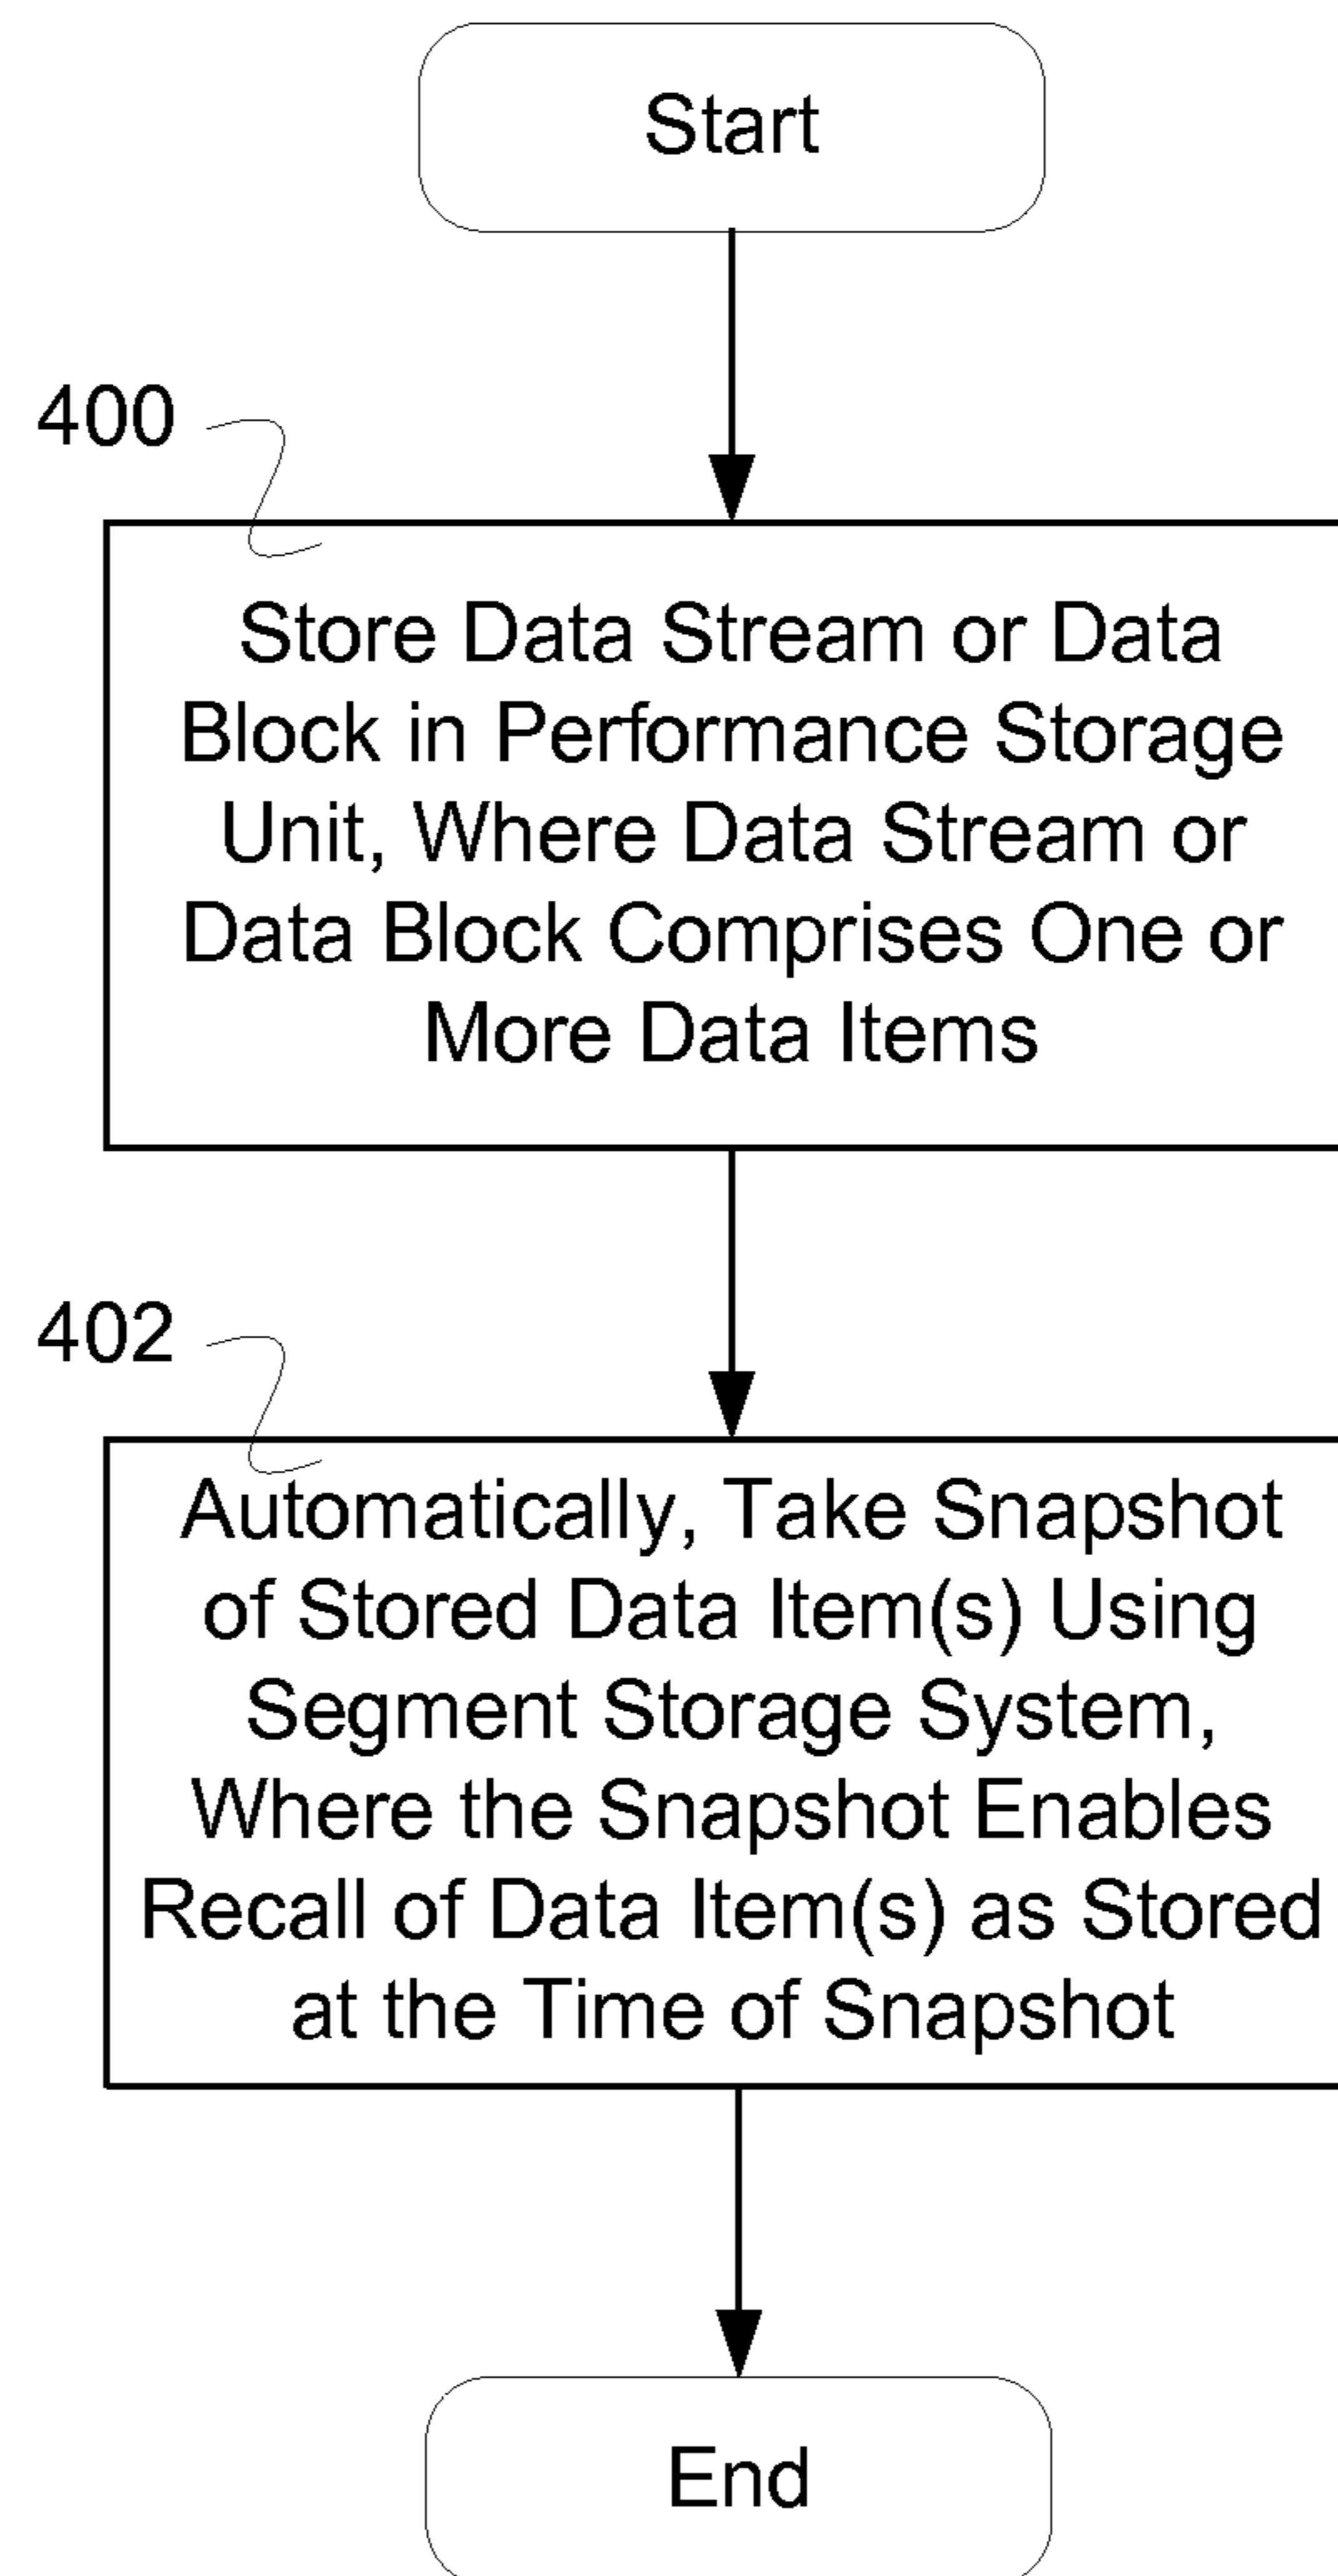 Start
400
Store Data Stream or Data
Block in Performance Storage
Unit, Where Data Stream or
Data Block Comprises One or
More Data Items
402
Automatically, Take Snapshot
of Stored Data Item(s) Using
Segment Storage System,
Where the Snapshot Enables
Recall of Data Item(s) as Stored
at the Time of Snapshot
End